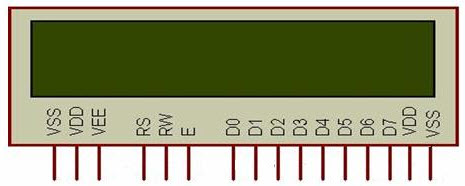 VSS VDD VEE RS RW E D0 D1 D2 D3 D4 D5 D6 D7 VDD VSS